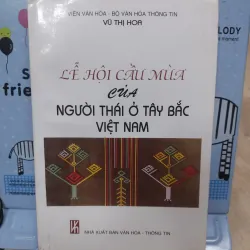 VIỆN VĂN HÓA - BỘ VĂN HÓA THÔNG TIN
VŨ THỊ HOA
LỄ HỘI CẦU MÙA
CỦA
NGƯỜI THÁI Ở TÂY BẮC
VIỆT NAM
NHÀ XUẤT BẢN VĂN HÓA - THÔNG TIN
ELODY